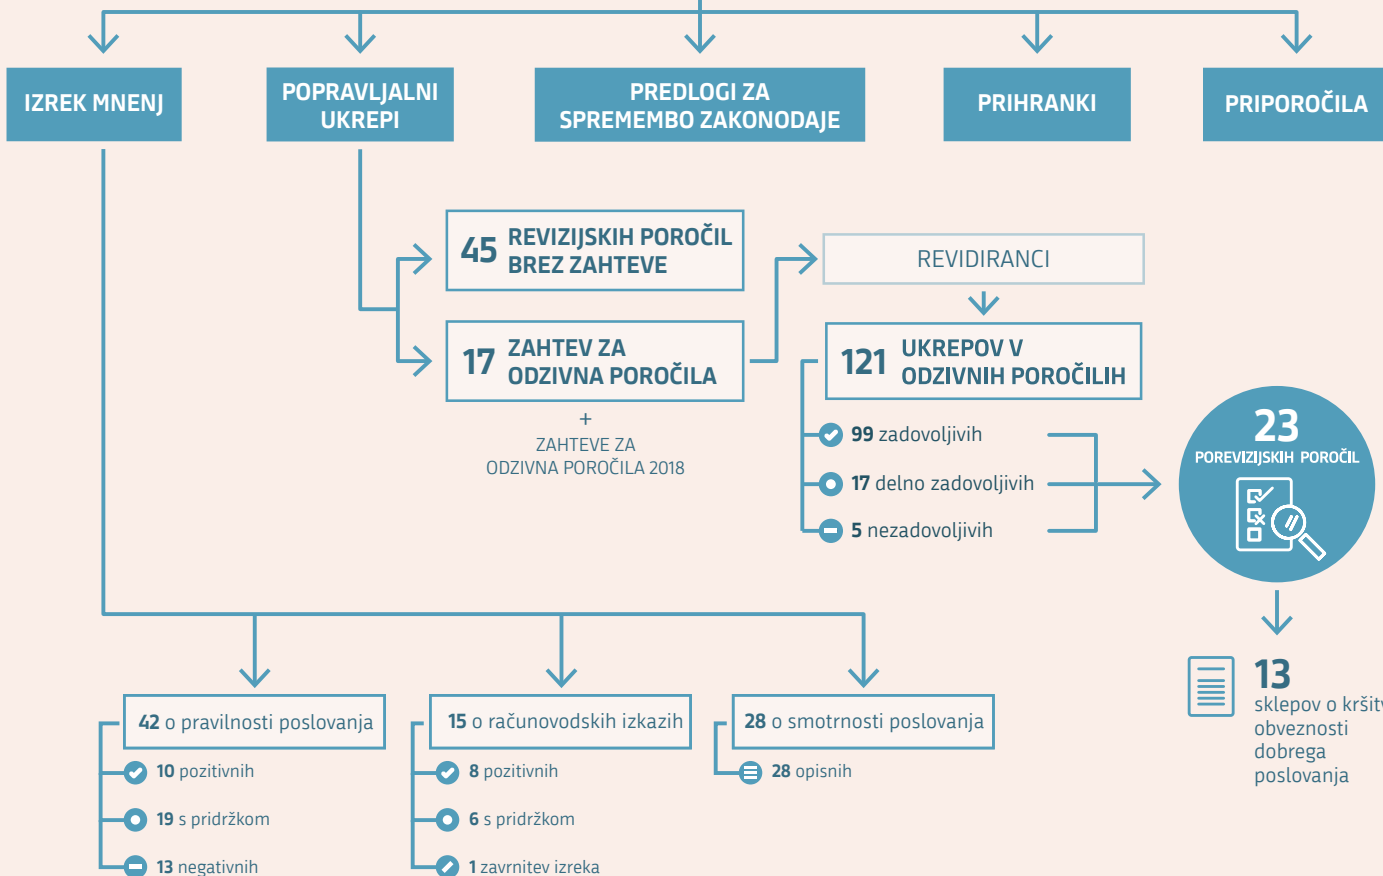 IZREK MNENJ
POPRAVLJALNI
UKREPI
PREDLOGI ZA
SPREMEMBO ZAKONODAJE
PRIHRANKI
PRIPOROČILA
45 REVIZIJSKIH POROČIL
BREZ ZAHTEVE
17 ZAHTEV ZA
ODZIVNA POROČILA
+
ZAHTEVE ZA
ODZIVNA POROČILA 2018
REVIDIRANCI
121 UKREPOV V
ODZIVNIH POROČILIH
99 zadovoljivih
17 delno zadovoljivih
5 nezadovoljivih
23
POREVIZIJSKIH POROČIL
13
sklepov o kršitv
obveznosti
dobrega
poslovanja
42 o pravilnosti poslovanja
10 pozitivnih
19 s pridržkom
13 negativnih
15 o računovodskih izkazih
8 pozitivnih
6 s pridržkom
1 zavrnitev izreka
28 o smotrnosti poslovanja
28 opisnih